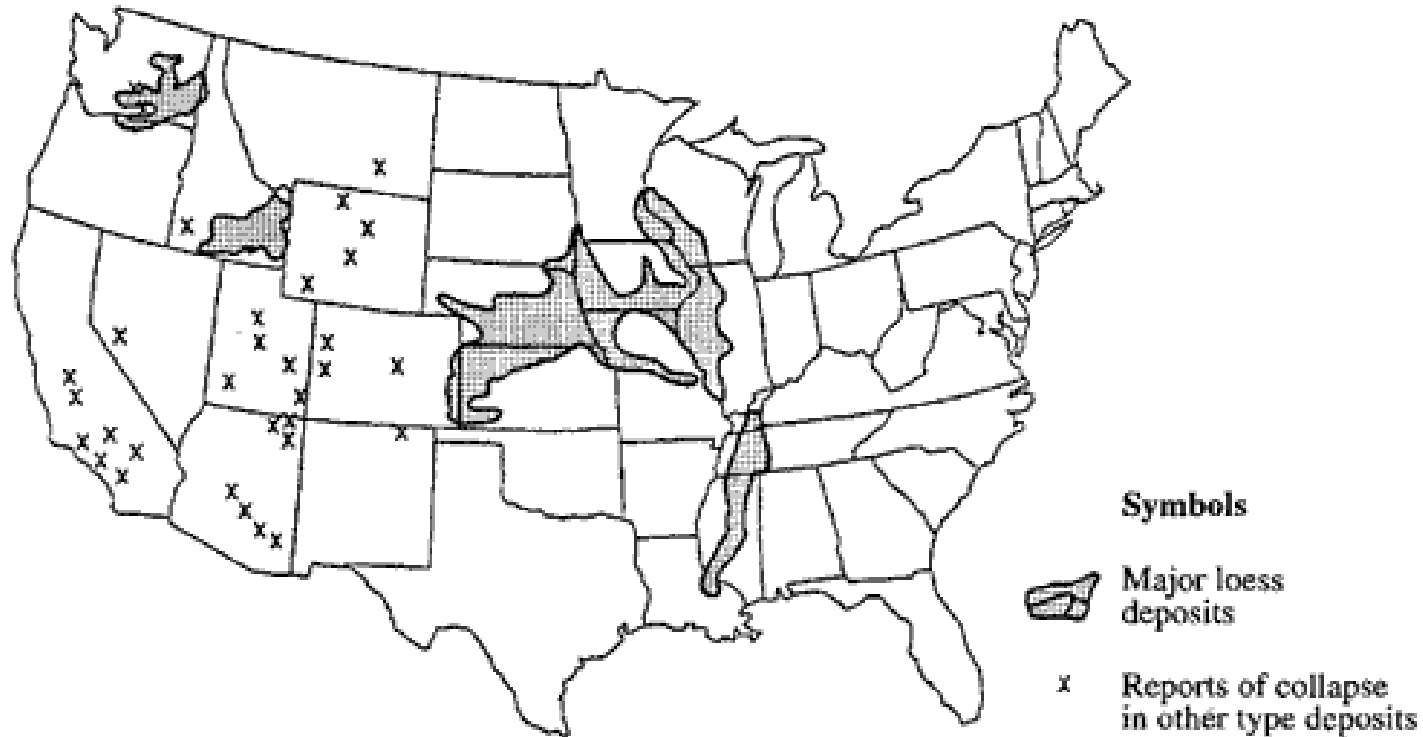 Symbols
Major loess
deposits
x Reports of collapse
in other type deposits